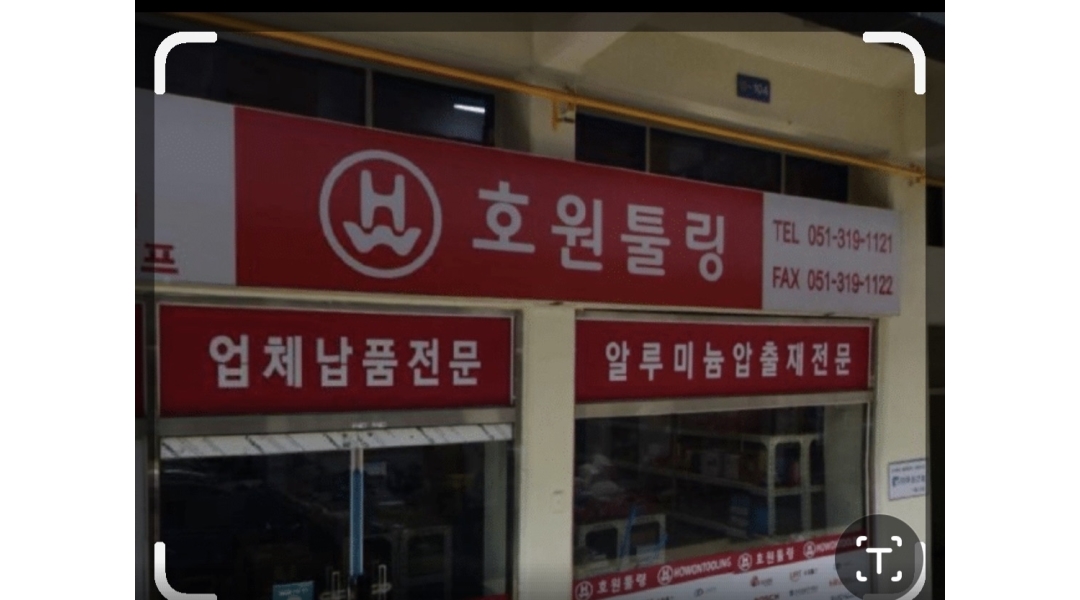 프
호원툴링
TEL 051-319-1121
FAX 051-319-1122
업체납품전문
알루미늄압출재전문
호원툴링 HOWONTOOLING 호원툴링